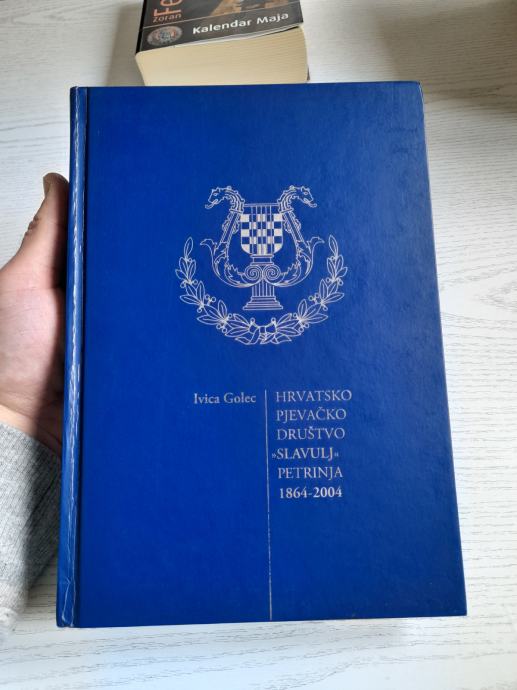 zoran
Kalendar Maja
Ivica Golec
HRVATSKO
PJEVAČKO
DRUŠTVO
»SLAVULJ«
PETRINJA
1864-2004